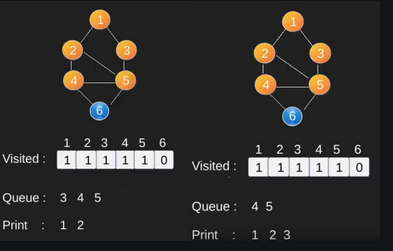 1
2 3
4 5
6
1 2 3 4 5 6
Visited : 1 1 1 1 1 0
Queue : 3 4 5
Print : 1 2
1
2 3
4 5
6
1 2 3 4 5 6
Visited : 1 1 1 1 1 0
Queue : 4 5
Print : 1 2 3